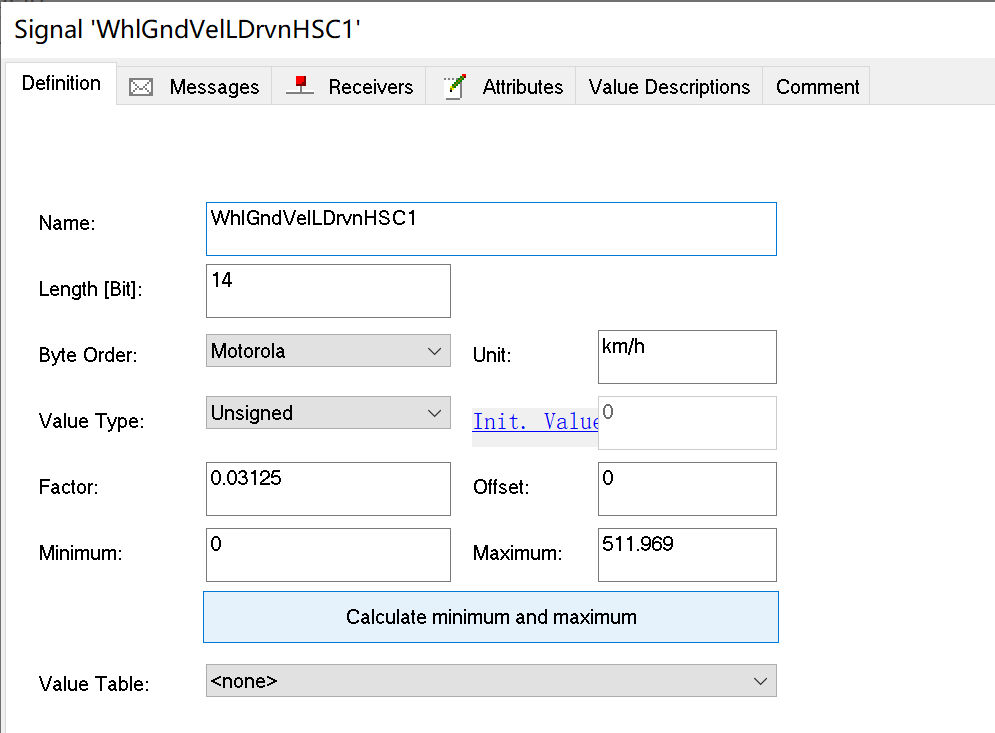 Signal 'WhlGndVelLDrvnHSC1'
Definition Messages Receivers Attributes Value Descriptions Comment
Name: WhlGndVelLDrvnHSC1
Length [Bit]: 14
Byte Order: Motorola Unit: km/h
Value Type: Unsigned Init. Value 0
Factor: 0.03125 Offset: 0
Minimum: 0 Maximum: 511.969
Calculate minimum and maximum
Value Table: <none>